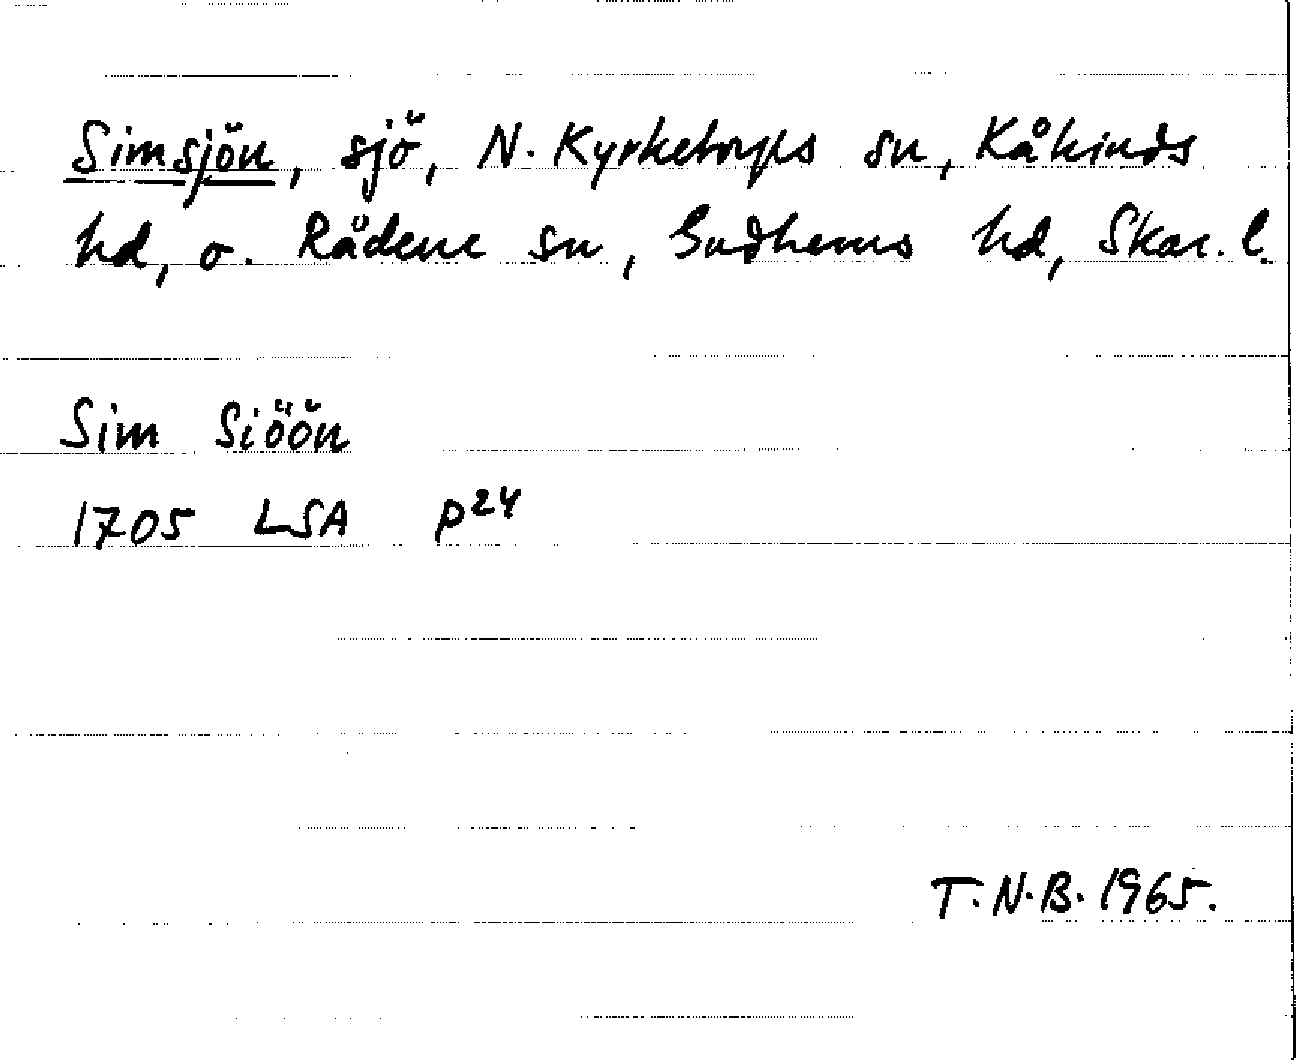 Simsjön, sjö, N. Kyrketorps sn, Kåkinds
hd, o. Rådene sn, Gudhems hd, Skar. l.
Sim Siöön
1705 LSA P24
T.N.B. 1965.